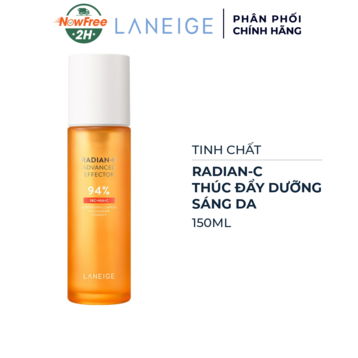 NowFree
2H
LANEIGE
PHÂN PHỐI
CHÍNH HÃNG
TINH CHẤT
RADIAN-C
THÚC ĐẨY DƯỠNG
SÁNG DA
150ML
RADIAN-C
ADVANCED
EFFECTOR
94%
LANEIGE